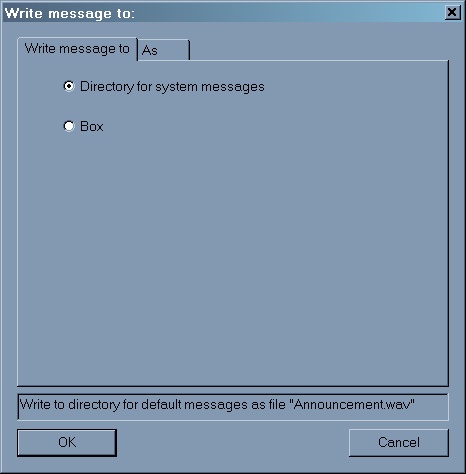 Write message to:
Write message to
As
Directory for system messages
Box
Write to directory for default messages as file "Announcement.wav"
OK
Cancel